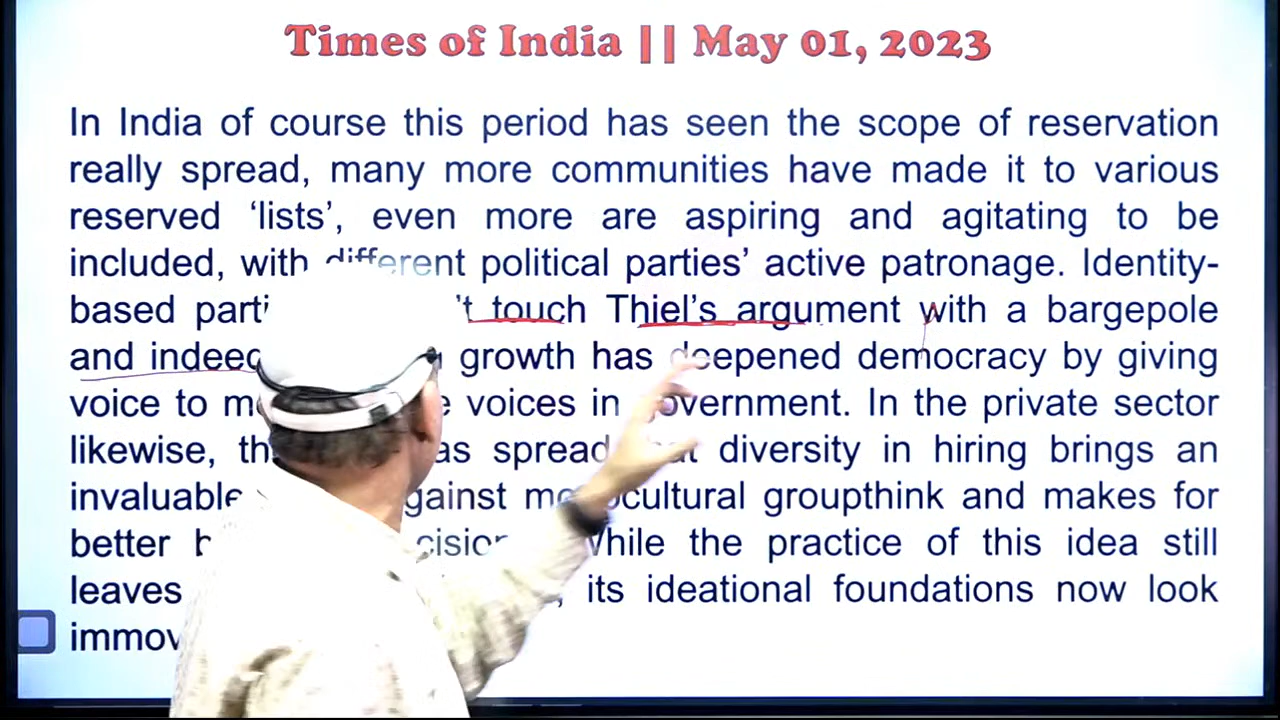 Times of India || May 01, 2023
In India of course this period has seen the scope of reservation
really spread, many more communities have made it to various
reserved ‘lists’, even more are aspiring and agitating to be
included, with different political parties’ active patronage. Identity-
based touch Thiel’s argument with a bargepole
and growth has deepened democracy by giving
voice to voices in government. In the private sector
likewise, spread diversity in hiring brings an
groupthink and makes for
better While the practice of this idea still
leaves its ideational foundations now look